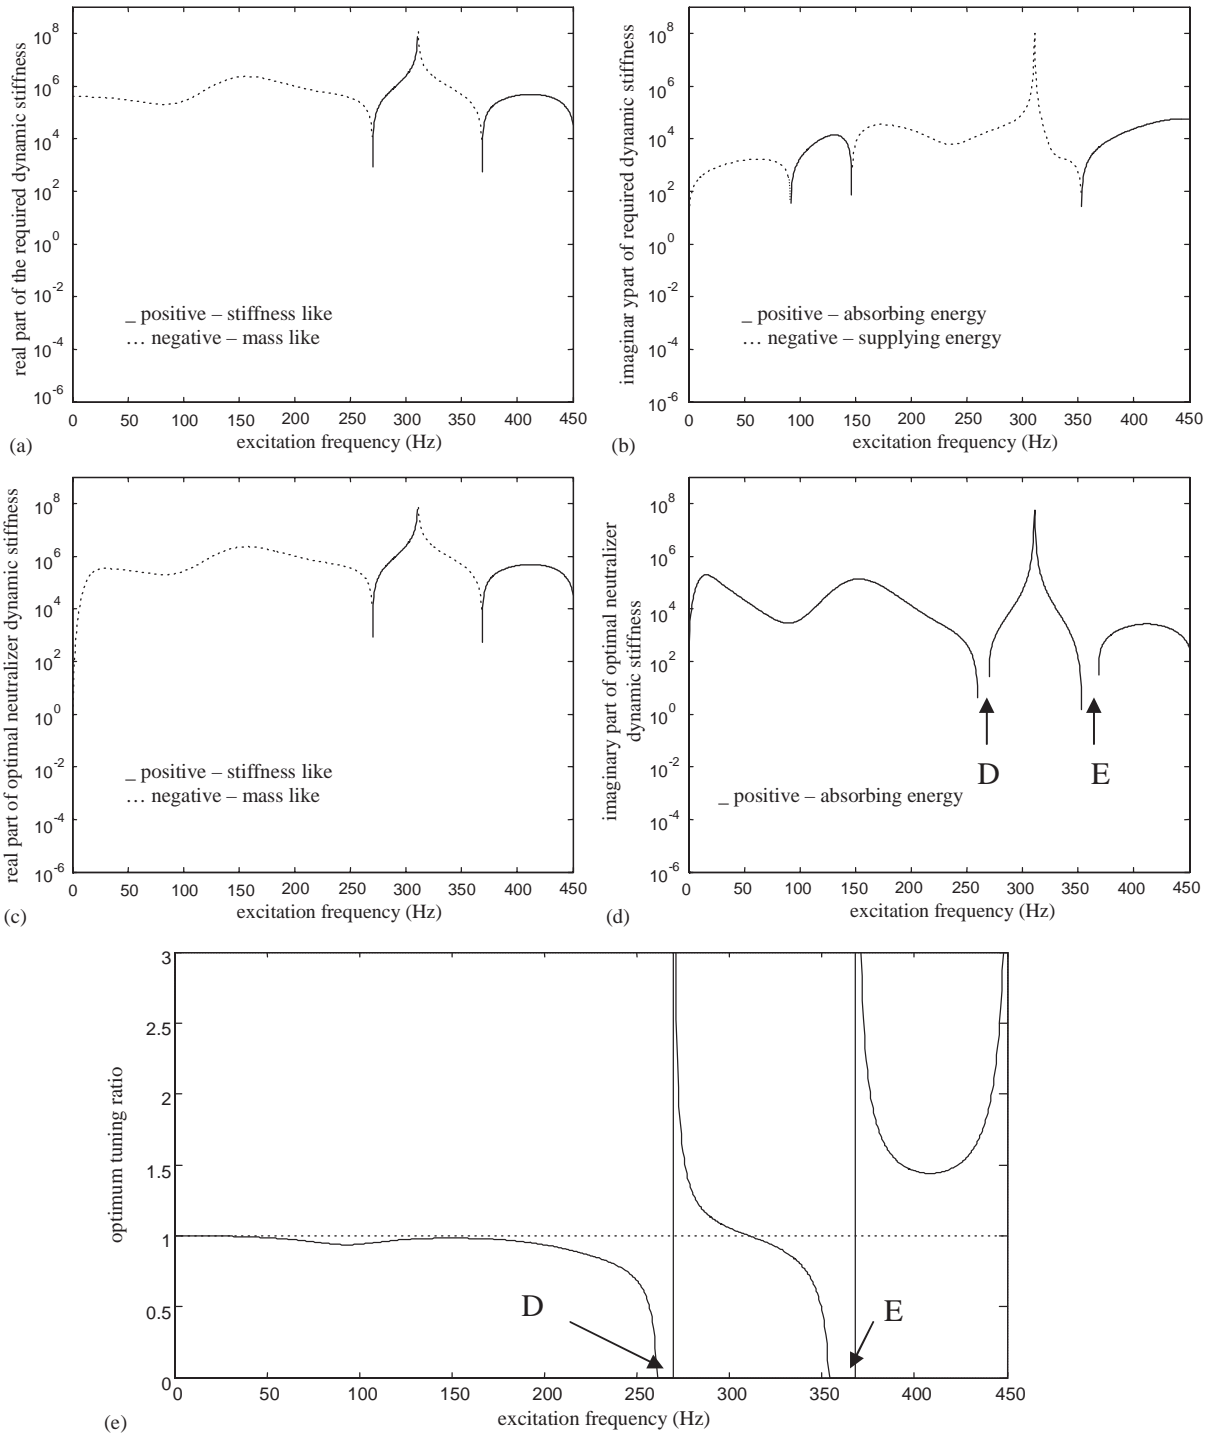 real part of the required dynamic stiffness
10^8
10^6
10^4
10^2
10^0
10^-2
10^-4
10^-6
_ positive – stiffness like
... negative – mass like
0 50 100 150 200 250 300 350 400 450
excitation frequency (Hz)
(a)
imaginar ypart of required dynamic stiffness
10^8
10^6
10^4
10^2
10^0
10^-2
10^-4
10^-6
_ positive – absorbing energy
... negative – supplying energy
0 50 100 150 200 250 300 350 400 450
excitation frequency (Hz)
(b)
real part of optimal neutralizer dynamic stiffness
10^8
10^6
10^4
10^2
10^0
10^-2
10^-4
10^-6
_ positive – stiffness like
... negative – mass like
0 50 100 150 200 250 300 350 400 450
excitation frequency (Hz)
(c)
imaginary part of optimal neutralizer
dynamic stiffness
10^8
10^6
10^4
10^2
10^0
10^-2
10^-4
10^-6
D E
_ positive – absorbing energy
0 50 100 150 200 250 300 350 400 450
excitation frequency (Hz)
(d)
optimum tuning ratio
3
2.5
2
1.5
1
0.5
0
D E
0 50 100 150 200 250 300 350 400 450
excitation frequency (Hz)
(e)